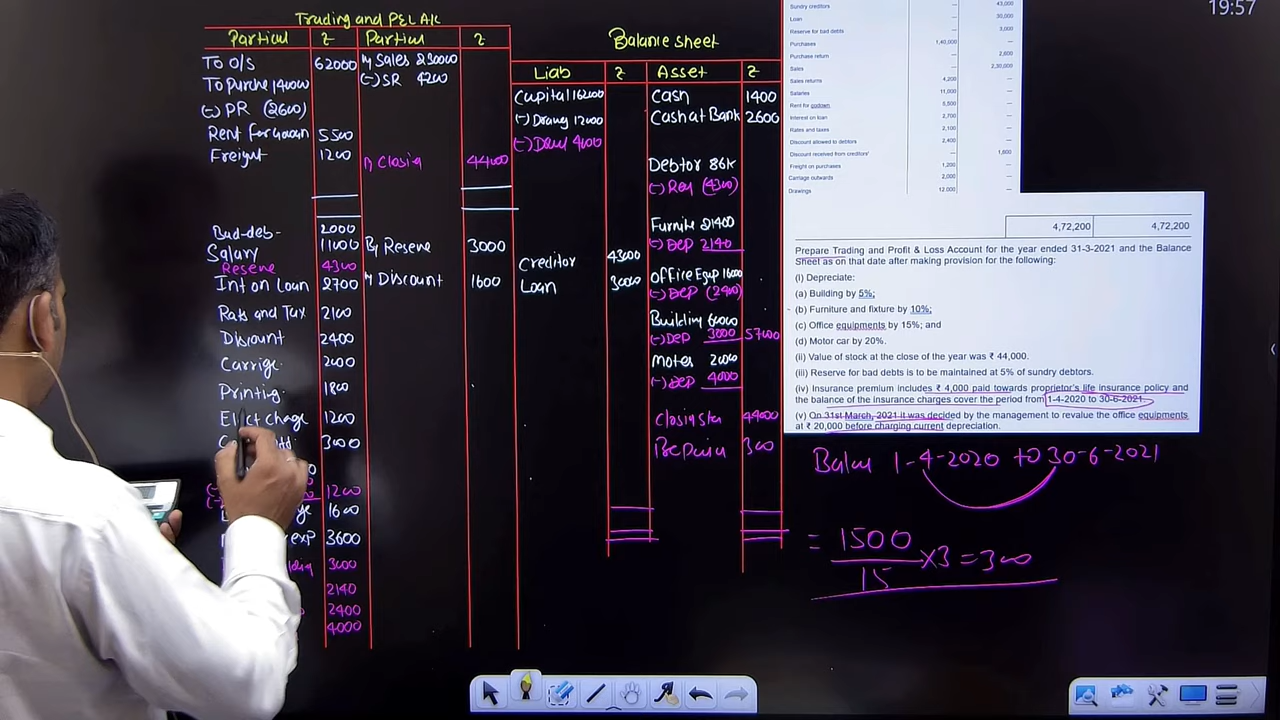 19:57
Trading and P&L A/c
Particul ₹ Particul ₹
To O/S 62000 By Sales 230000
To Purche 140000 (-) SR 4200
(-) PR (2600)
Rent for Godown 5500
Freight 1200 By Closig 44000
Bad-deb- 2000
Salary 11000 By Reserve 3000
Reserve 4300
Int on Loan 2700 By Discount 1600
Rats and Tax 2100
Discount 2400
Carrige 2000
Printing 1800
Elect charge 1200
3000
1200
1600
exp 3600
3000
2140
2400
4000
Balance sheet
Liab ₹ Asset ₹
Capital 162000 Cash 1400
(-) Drawg 12000 Cash at Bank 2600
(-) Draw 4000
Debtor 86k
(-) Res (4300)
Furnite 21400
(-) Dep 2140
Creditor 43000
Office Equp 16000
Loan 3000
(-) Dep (2400)
Building 60000
(-) Dep 3000 57000
Motes 20000
(-) Dep 4000
Closing Stor 44000
Prepaid 300
Sundry creditors — 43,000
Loan — 30,000
Reserve for bad debts — 3,000
Purchases 1,40,000 —
Purchase return — 2,600
Sales — 2,30,000
Sales returns 4,200 —
Salaries 11,000 —
Rent for godown 5,500 —
Interest on loan 2,700 —
Rates and taxes 2,100 —
Discount allowed to debtors 2,400 —
Discount received from creditors' — 1,600
Freight on purchases 1,200 —
Carriage outwards 2,000 —
Drawings 12 000 —
4,72,200 4,72,200
Prepare Trading and Profit & Loss Account for the year ended 31-3-2021 and the Balance
Sheet as on that date after making provision for the following:
(I) Depreciate:
(a) Building by 5%;
(b) Furniture and fixture by 10%;
(c) Office equipments by 15%; and
(d) Motor car by 20%.
(ii) Value of stock at the close of the year was ₹ 44,000.
(iii) Reserve for bad debts is to be maintained at 5% of sundry debtors.
(iv) Insurance premium includes ₹ 4,000 paid towards proprietor's life insurance policy and
the balance of the insurance charges cover the period from 1-4-2020 to 30-6-2021.
(v) On 31st March, 2021 it was decided by the management to revalue the office equipments
at ₹ 20,000 before charging current depreciation.
Balac 1-4-2020 to 30-6-2021
= 1500
15 ×3 = 300